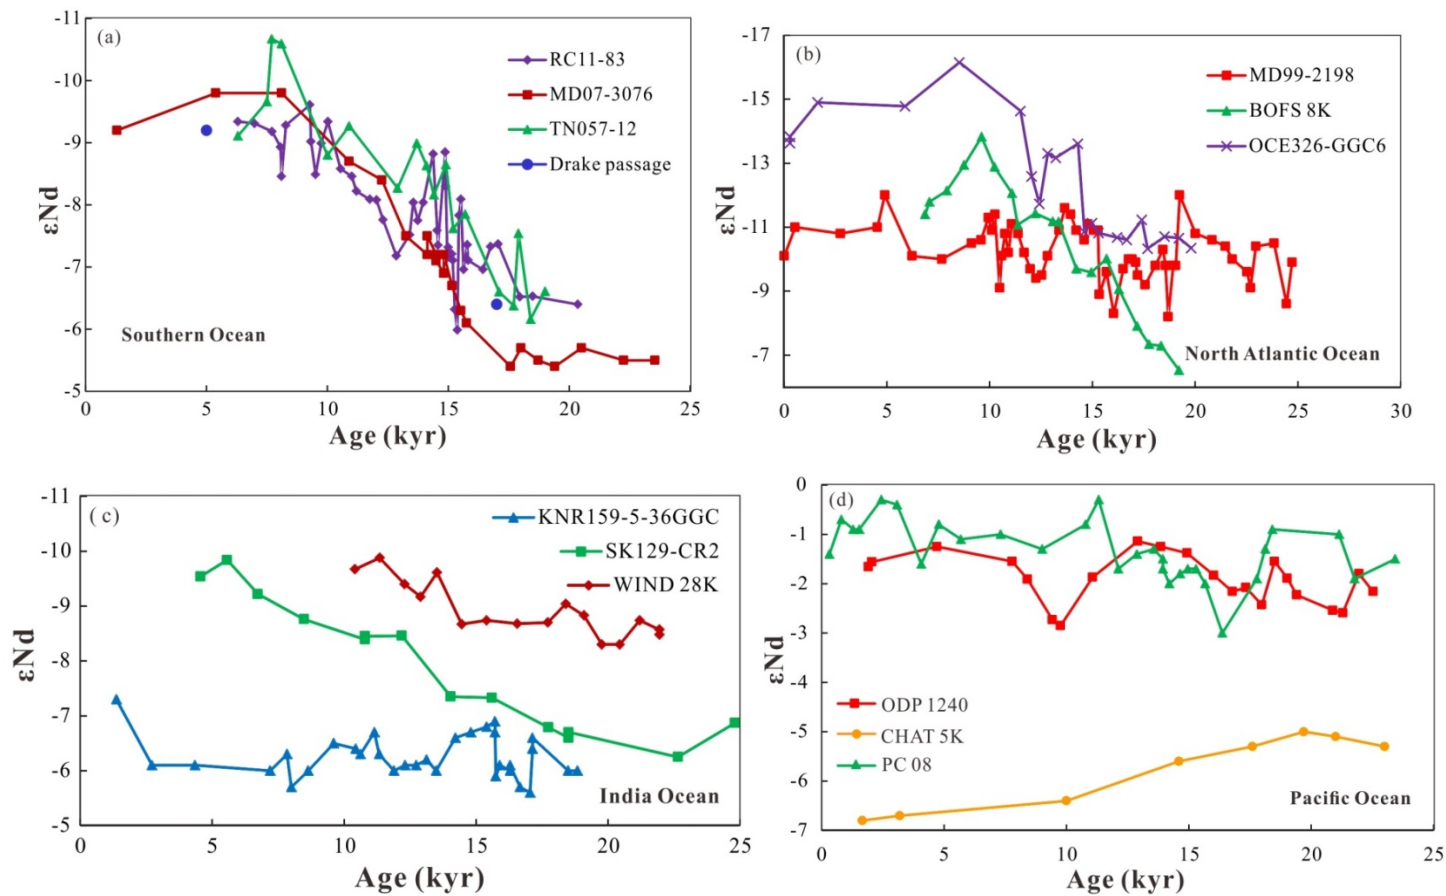 (a)
-11
-10
-9
-8
-7
-6
-5
εNd
RC11-83
MD07-3076
TN057-12
Drake passage
Southern Ocean
0 5 10 15 20 25
Age (kyr)
(b)
-17
-15
-13
-11
-9
-7
εNd
MD99-2198
BOFS 8K
OCE326-GGC6
North Atlantic Ocean
0 5 10 15 20 25 30
Age (kyr)
( c)
-11
-10
-9
-8
-7
-6
-5
εNd
KNR159-5-36GGC
SK129-CR2
WIND 28K
India Ocean
5 10 15 20 25
Age (kyr)
(d)
0
-1
-2
-3
-4
-5
-6
-7
εNd
ODP 1240
CHAT 5K
PC 08
Pacific Ocean
0 5 10 15 20 25
Age (kyr)